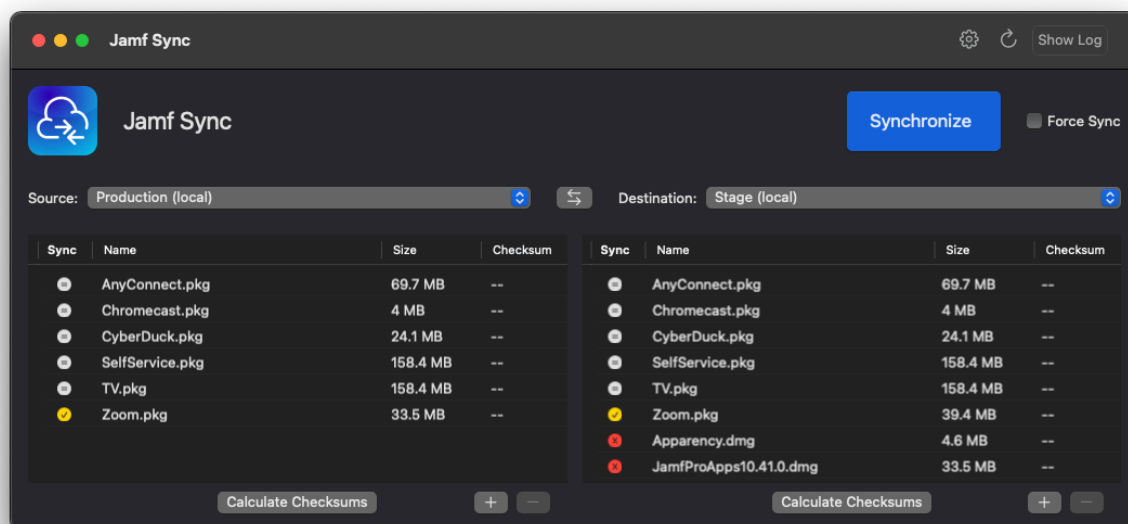 Jamf Sync
Show Log
Jamf Sync
Synchronize
Force Sync
Source: Production (local)
Destination: Stage (local)
Sync Name Size Checksum
AnyConnect.pkg 69.7 MB --
Chromecast.pkg 4 MB --
CyberDuck.pkg 24.1 MB --
SelfService.pkg 158.4 MB --
TV.pkg 158.4 MB --
Zoom.pkg 33.5 MB --
Calculate Checksums
Sync Name Size Checksum
AnyConnect.pkg 69.7 MB --
Chromecast.pkg 4 MB --
CyberDuck.pkg 24.1 MB --
SelfService.pkg 158.4 MB --
TV.pkg 158.4 MB --
Zoom.pkg 39.4 MB --
Apparency.dmg 4.6 MB --
JamfProApps10.41.0.dmg 33.5 MB --
Calculate Checksums